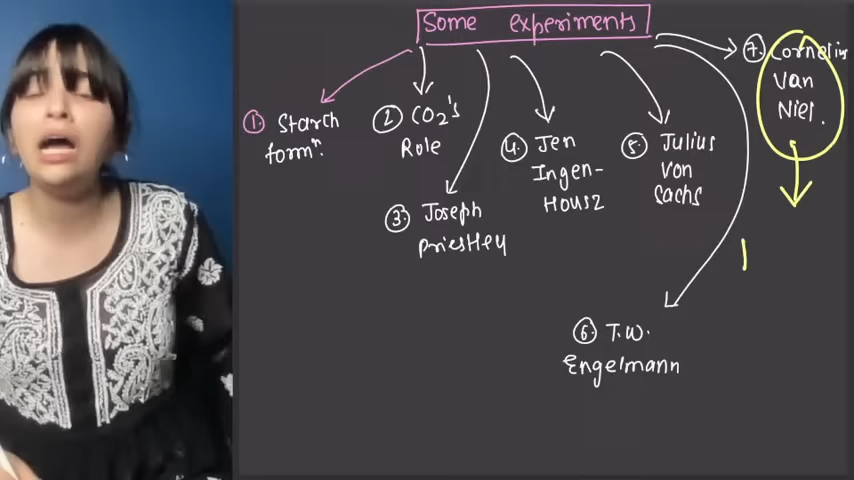 Some experiments
1. Starch
formⁿ.
2 CO2's
Role
3. Joseph
Priestley
4. Jen
Ingen-
Housz
5. Julius
Von
Sachs
6. T.W.
Engelmann
7. Cornelius
Van
Niel.